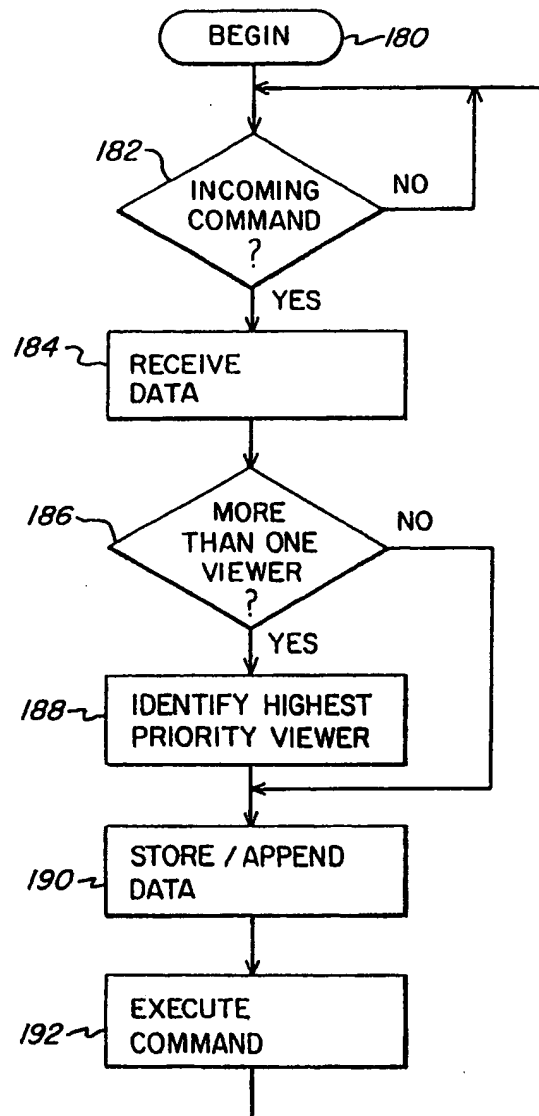 BEGIN
180
182
INCOMING
COMMAND
?
NO
YES
184
RECEIVE
DATA
186
MORE
THAN ONE
VIEWER
?
NO
YES
188
IDENTIFY HIGHEST
PRIORITY VIEWER
190
STORE / APPEND
DATA
192
EXECUTE
COMMAND